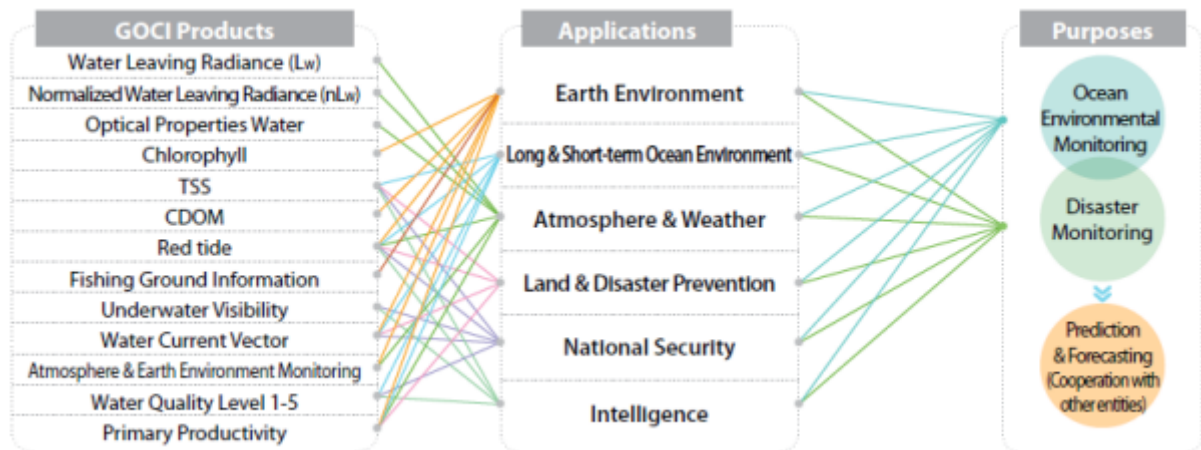 GOCI Products
Water Leaving Radiance (Lw)
Normalized Water Leaving Radiance (nLw)
Optical Properties Water
Chlorophyll
TSS
CDOM
Red tide
Fishing Ground Information
Underwater Visibility
Water Current Vector
Atmosphere & Earth Environment Monitoring
Water Quality Level 1-5
Primary Productivity
Applications
Earth Environment
Long & Short-term Ocean Environment
Atmosphere & Weather
Land & Disaster Prevention
National Security
Intelligence
Purposes
Ocean
Environmental
Monitoring
Disaster
Monitoring
Prediction
& Forecasting
(Cooperation with
other entities)